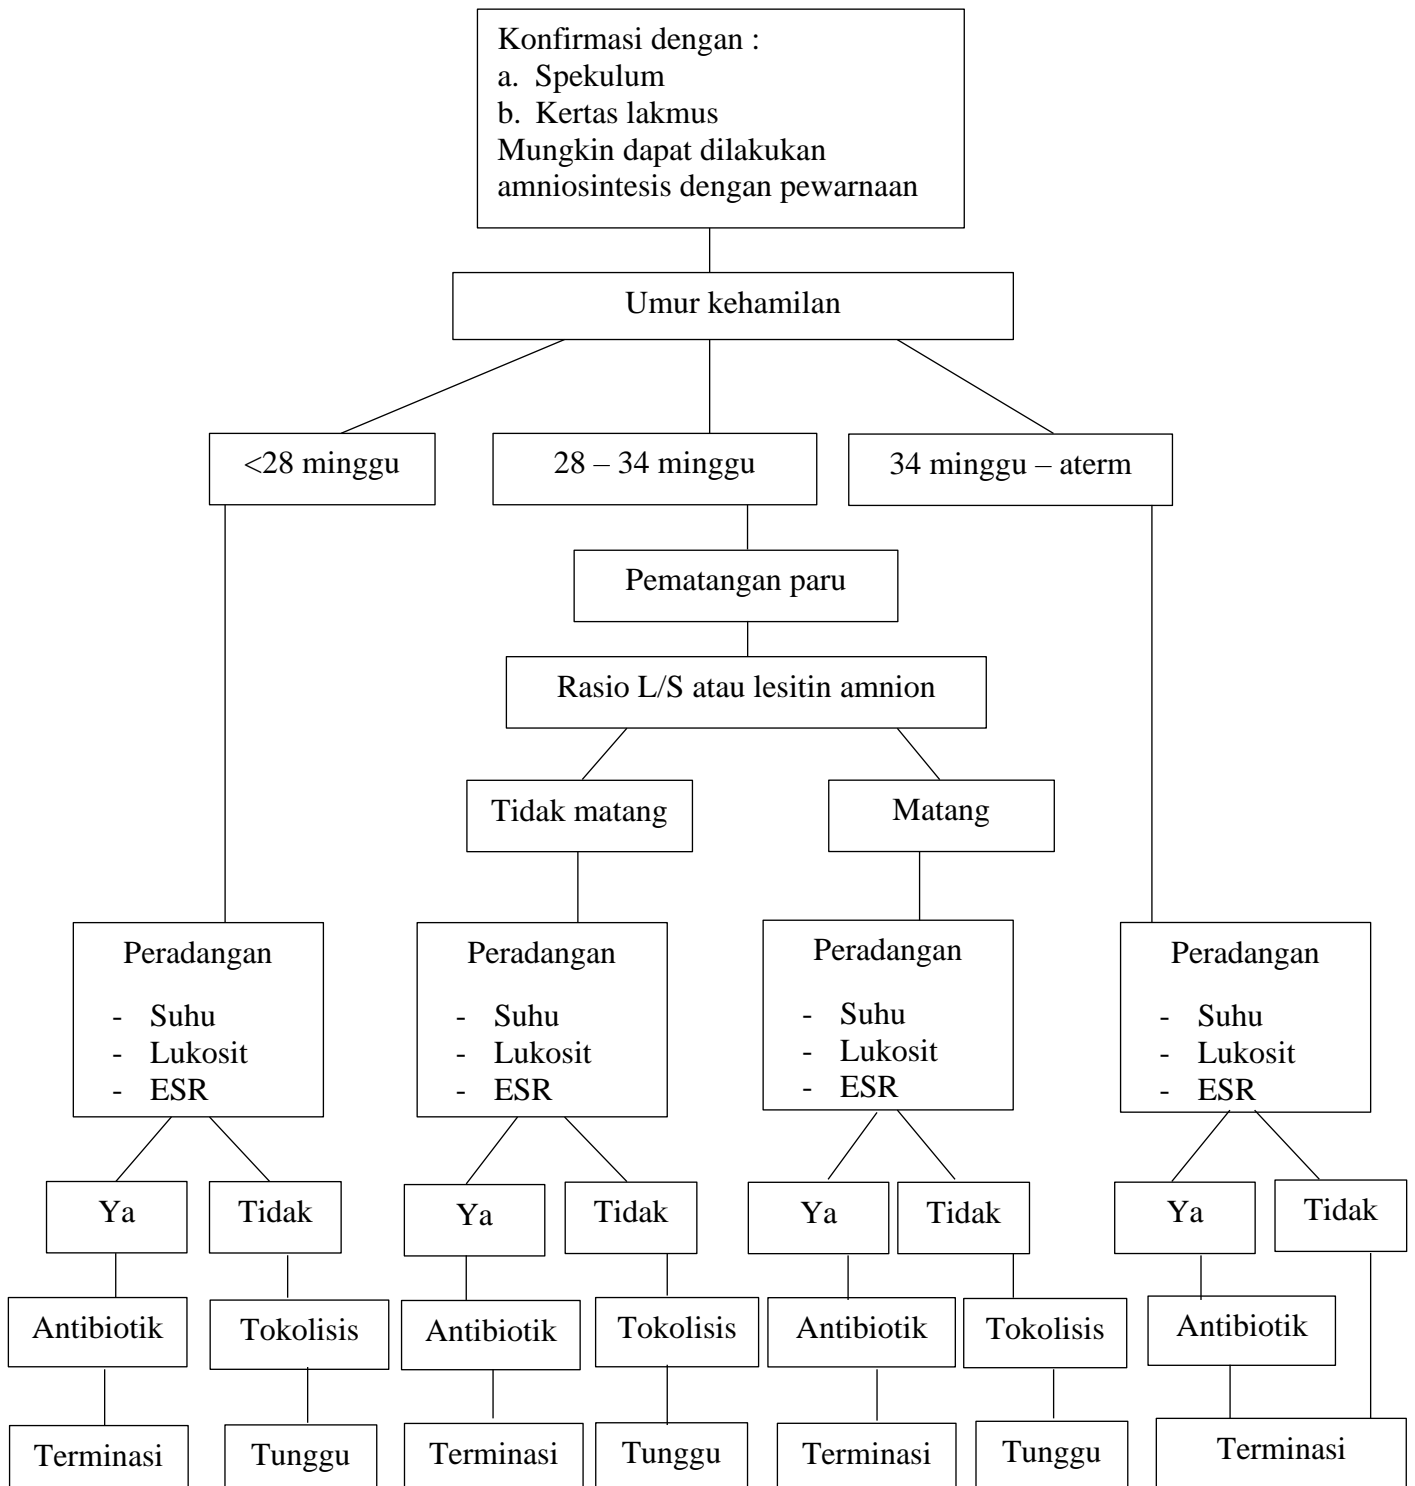 Konfirmasi dengan :
a. Spekulum
b. Kertas lakmus
Mungkin dapat dilakukan
amniosintesis dengan pewarnaan
Umur kehamilan
<28 minggu
28 – 34 minggu
34 minggu – aterm
Pematangan paru
Rasio L/S atau lesitin amnion
Tidak matang
Matang
Peradangan
- Suhu
- Lukosit
- ESR
Peradangan
- Suhu
- Lukosit
- ESR
Peradangan
- Suhu
- Lukosit
- ESR
Peradangan
- Suhu
- Lukosit
- ESR
Ya
Tidak
Ya
Tidak
Ya
Tidak
Ya
Tidak
Antibiotik
Tokolisis
Antibiotik
Tokolisis
Antibiotik
Tokolisis
Antibiotik
Terminasi
Tunggu
Terminasi
Tunggu
Terminasi
Tunggu
Terminasi